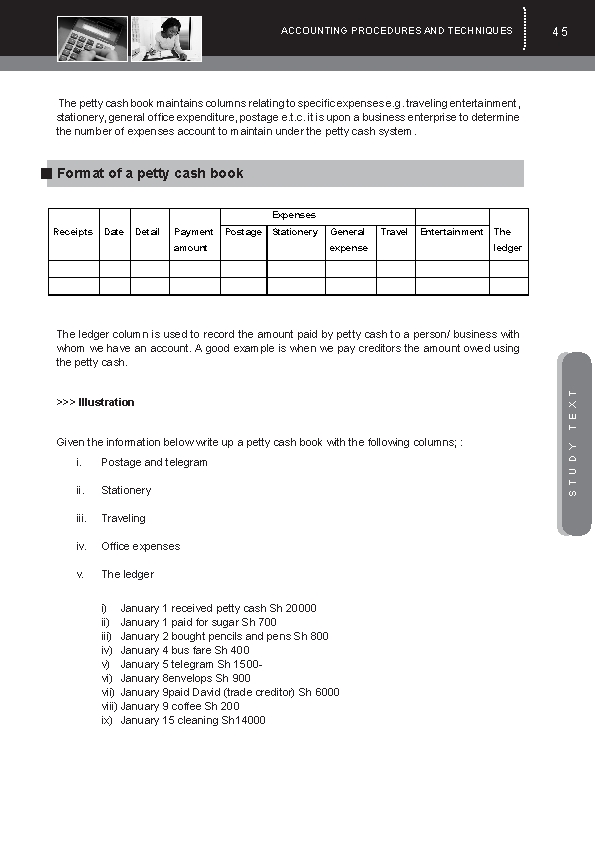 ACCOUNTING PROCEDURES AND TECHNIQUES 45
The petty cash book maintains columns relating to specific expenses e.g. traveling entertainment,
stationery, general office expenditure, postage e.t.c. it is upon a business enterprise to determine
the number of expenses account to maintain under the petty cash system.
Format of a petty cash book
Expenses
Receipts Date Detail Payment Postage Stationery General Travel Entertainment The
amount expense ledger
The ledger column is used to record the amount paid by petty cash to a person/ business with
whom we have an account. A good example is when we pay creditors the amount owed using
the petty cash.
>>> Illustration
Given the information below write up a petty cash book with the following columns; :
i. Postage and telegram
ii. Stationery
iii. Traveling
iv. Office expenses
v. The ledger
i) January 1 received petty cash Sh 20000
ii) January 1 paid for sugar Sh 700
iii) January 2 bought pencils and pens Sh 800
iv) January 4 bus fare Sh 400
v) January 5 telegram Sh 1500-
vi) January 8envelops Sh 900
vii) January 9paid David (trade creditor) Sh 6000
viii) January 9 coffee Sh 200
ix) January 15 cleaning Sh14000
STUDY TEXT